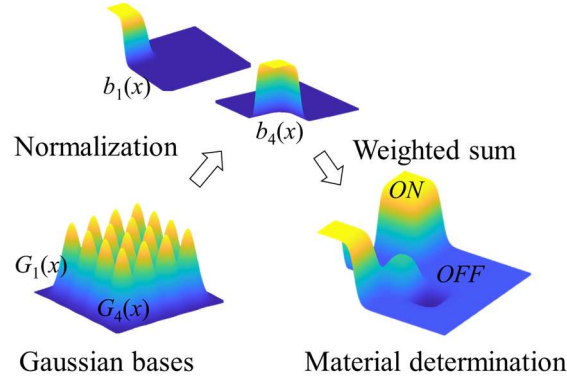 b₁(x)
b₄(x)
Normalization
Weighted sum
ON
G₁(x)
OFF
G₄(x)
Gaussian bases
Material determination